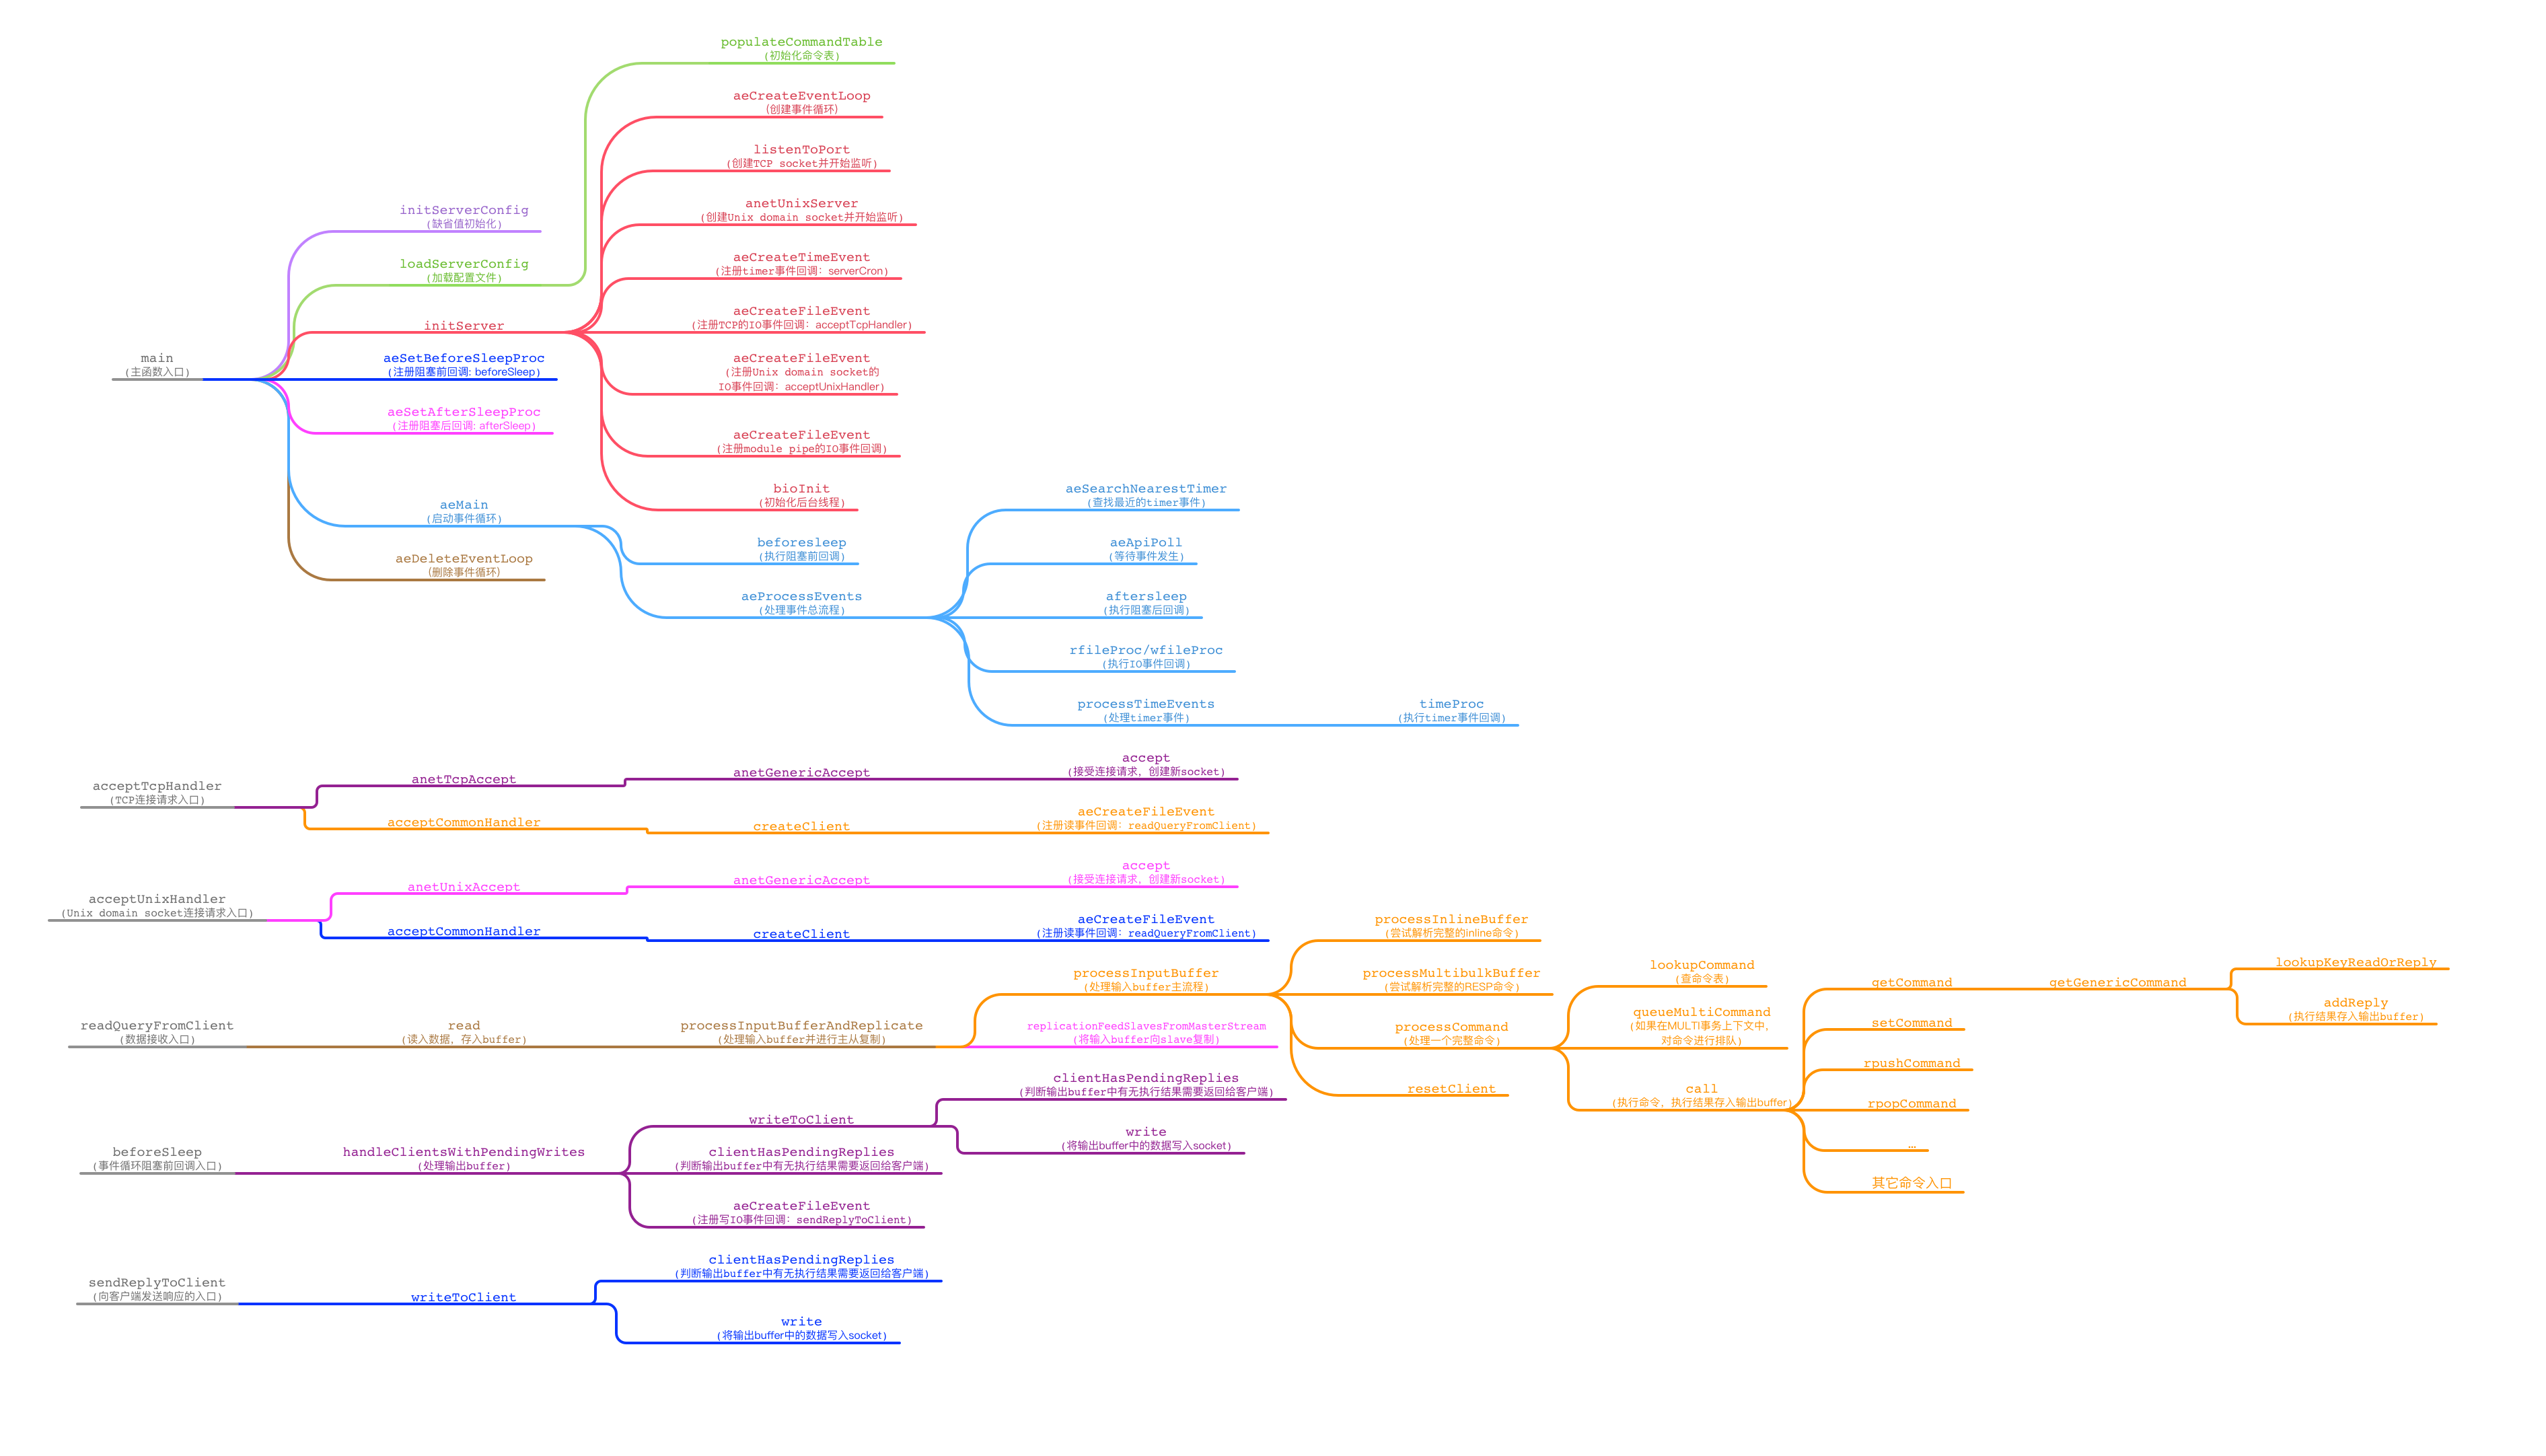 populateCommandTable
(初始化命令表)
aeCreateEventLoop
(创建事件循环)
listenToPort
(创建TCP socket并开始监听)
anetUnixServer
(创建Unix domain socket并开始监听)
initServerConfig
(缺省值初始化)
loadServerConfig
(加载配置文件)
aeCreateTimeEvent
(注册timer事件回调: serverCron)
initServer
aeCreateFileEvent
(注册TCP的IO事件回调: acceptTcpHandler)
main
(主函数入口)
aeSetBeforeSleepProc
(注册阻塞前回调: beforeSleep)
aeCreateFileEvent
(注册Unix domain socket的
IO事件回调: acceptUnixHandler)
aeSetAfterSleepProc
(注册阻塞后回调: afterSleep)
aeCreateFileEvent
(注册module pipe的IO事件回调)
bioInit
(初始化后台线程)
aeMain
(启动事件循环)
aeSearchNearestTimer
(查找最近的timer事件)
beforesleep
(执行阻塞前回调)
aeApiPoll
(等待事件发生)
aeDeleteEventLoop
(删除事件循环)
aeProcessEvents
(处理事件总流程)
aftersleep
(执行阻塞后回调)
rfileProc/wfileProc
(执行IO事件回调)
processTimeEvents
(处理timer事件)
timeProc
(执行timer事件回调)
acceptTcpHandler
(TCP连接请求入口)
anetTcpAccept
anetGenericAccept
accept
(接受连接请求, 创建新socket)
acceptCommonHandler
createClient
aeCreateFileEvent
(注册读事件回调: readQueryFromClient)
acceptUnixHandler
(Unix domain socket连接请求入口)
anetUnixAccept
anetGenericAccept
accept
(接受连接请求, 创建新socket)
acceptCommonHandler
createClient
aeCreateFileEvent
(注册读事件回调: readQueryFromClient)
readQueryFromClient
(数据接收入口)
read
(读入数据, 存入buffer)
processInputBufferAndReplicate
(处理输入buffer并进行主从复制)
processInputBuffer
(处理输入buffer主流程)
replicationFeedSlavesFromMasterStream
(将输入buffer向slave复制)
processInlineBuffer
(尝试解析完整的inline命令)
processMultibulkBuffer
(尝试解析完整的RESP命令)
processCommand
(处理一个完整命令)
resetClient
lookupCommand
(查命令表)
queueMultiCommand
(如果在MULTI事务上下文中,
对命令进行排队)
call
(执行命令, 执行结果存入输出buffer)
getCommand
getGenericCommand
lookupKeyReadOrReply
addReply
(执行结果存入输出buffer)
setCommand
rpushCommand
rpopCommand
...
其它命令入口
beforeSleep
(事件循环阻塞前回调入口)
handleClientsWithPendingWrites
(处理输出buffer)
writeToClient
clientHasPendingReplies
(判断输出buffer中有无执行结果需要返回给客户端)
write
(将输出buffer中的数据写入socket)
clientHasPendingReplies
(判断输出buffer中有无执行结果需要返回给客户端)
aeCreateFileEvent
(注册写IO事件回调: sendReplyToClient)
sendReplyToClient
(向客户端发送响应的入口)
writeToClient
clientHasPendingReplies
(判断输出buffer中有无执行结果需要返回给客户端)
write
(将输出buffer中的数据写入socket)